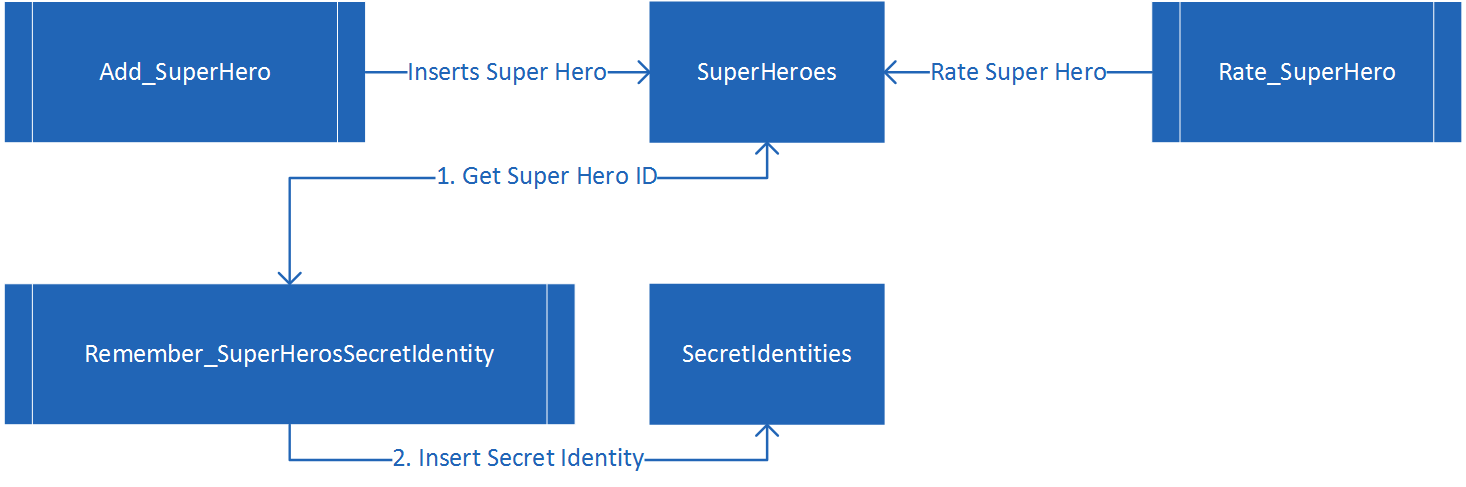 Add_SuperHero
Inserts Super Hero
SuperHeroes
Rate Super Hero
Rate_SuperHero
1. Get Super Hero ID
Remember_SuperHerosSecretIdentity
SecretIdentities
2. Insert Secret Identity